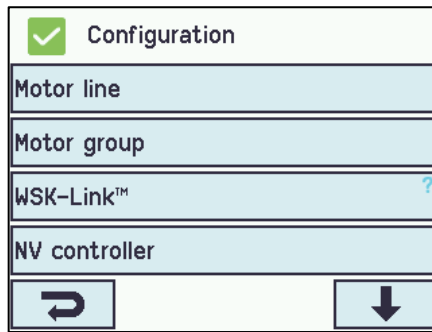 Configuration
Motor line
Motor group
WSK-Link™
?
NV controller